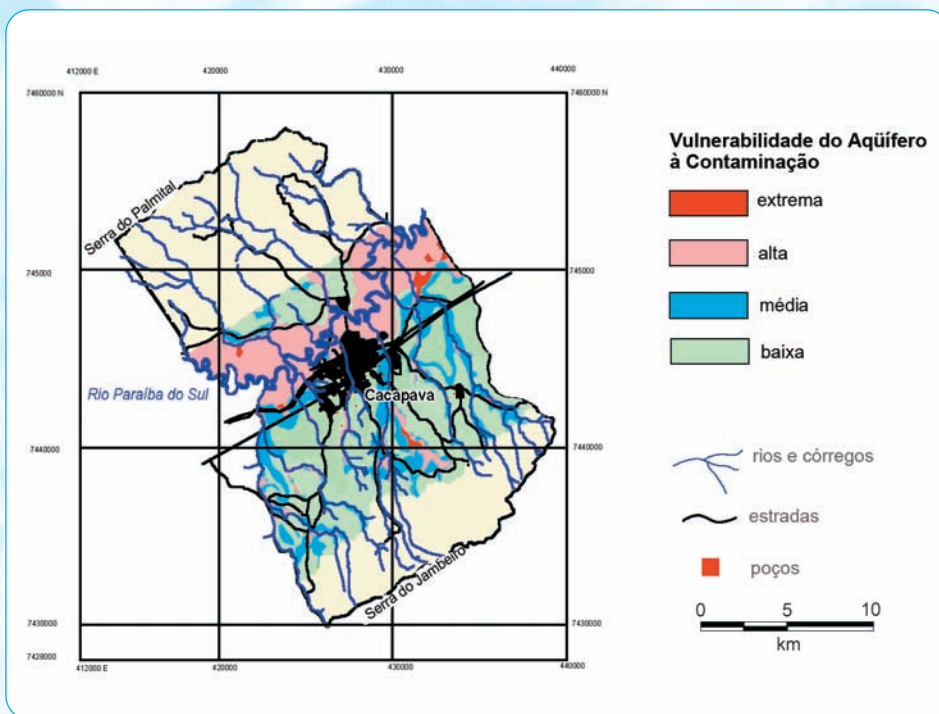 412000 E
420000
430000
440000
7460000 N
7460000
Serra do Palmital
745000
745000
Rio Paraíba do Sul
Cacapava
7440000
7440000
Serra do Jambeiro
7430000
7430000
7428000
412000 E
420000
430000
440000
Vulnerabilidade do Aqüífero
à Contaminação
extrema
alta
média
baixa
rios e córregos
estradas
poços
0 5 10
km